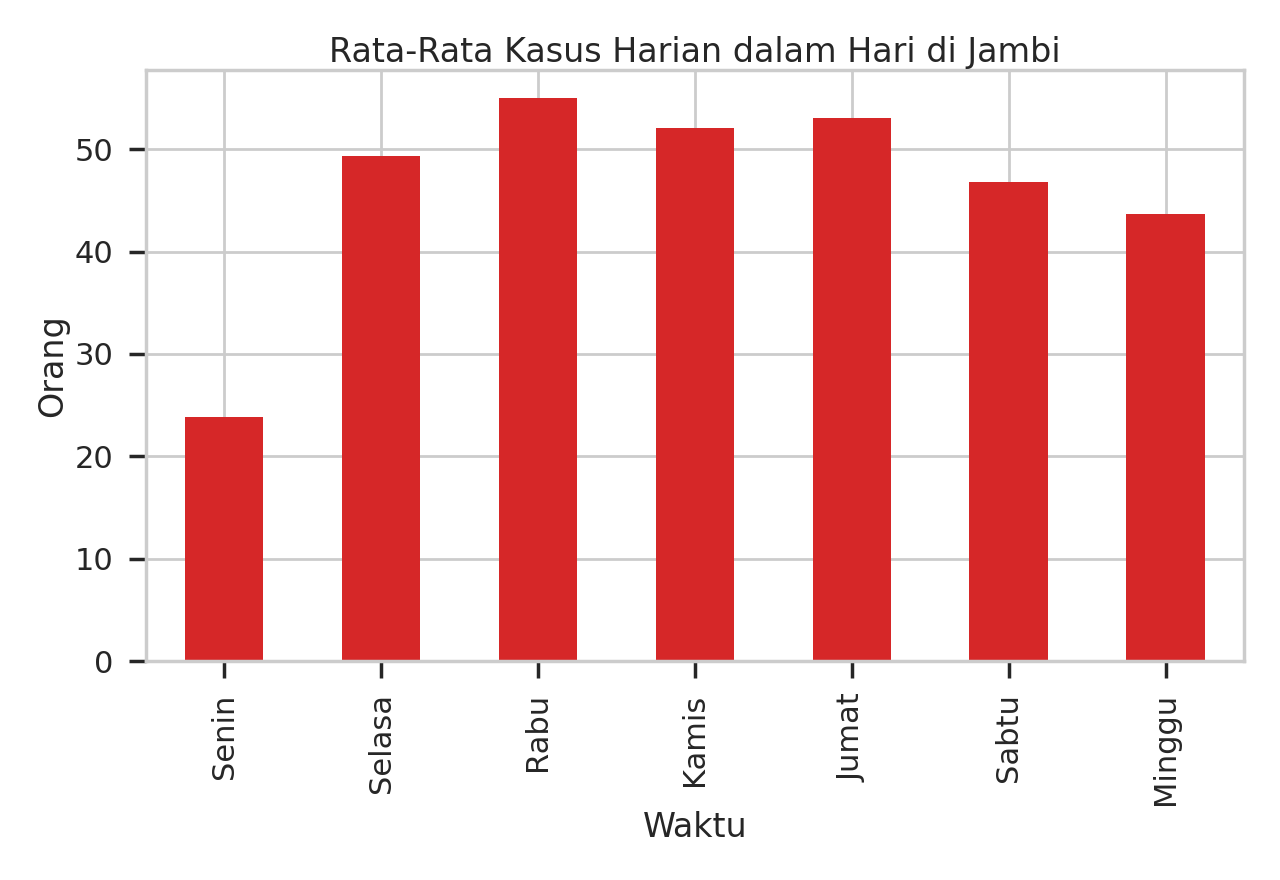 Rata-Rata Kasus Harian dalam Hari di Jambi
Orang
50
40
30
20
10
0
Senin
Selasa
Rabu
Kamis
Jumat
Sabtu
Minggu
Waktu